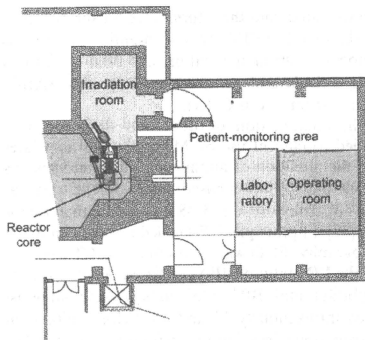 Irradiation
room
Patient-monitoring area
Labo-
ratory
Operating
room
Reactor
core